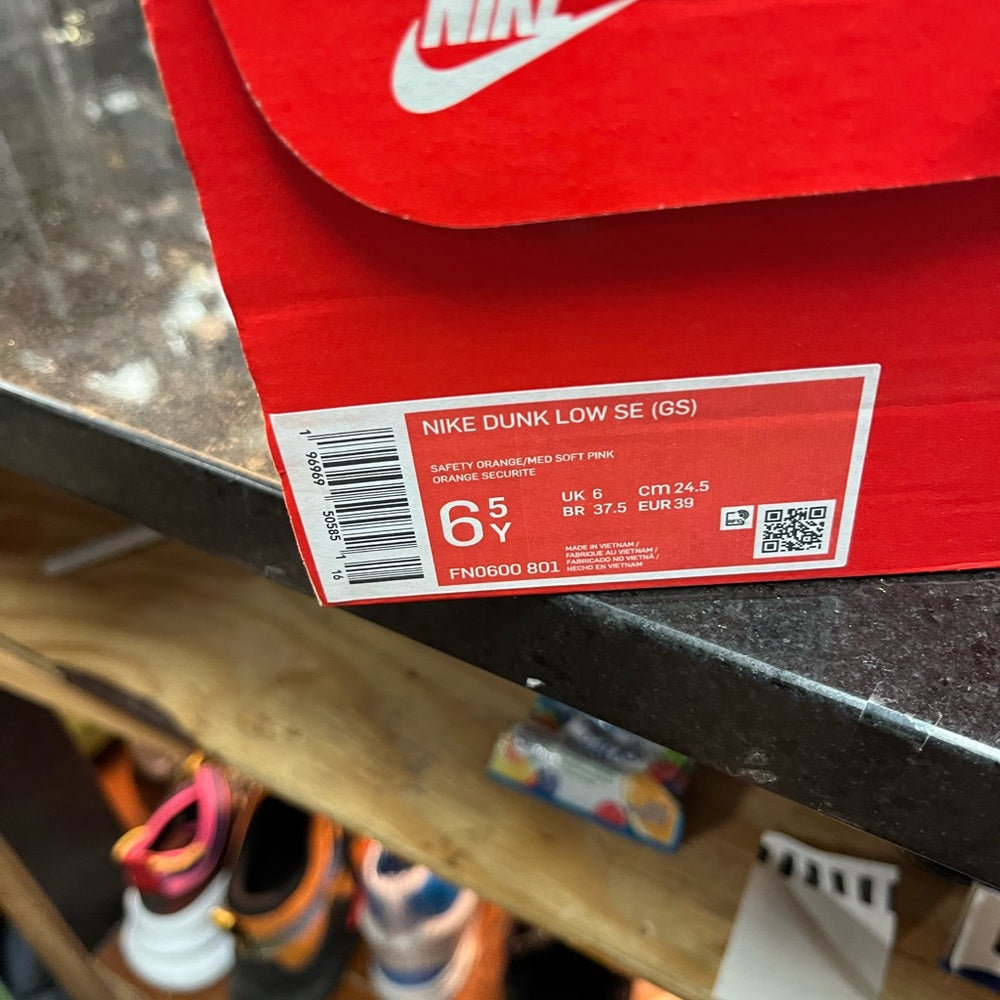 NIKE
NIKE DUNK LOW SE (GS)
SAFETY ORANGE/MED SOFT PINK
ORANGE SECURITE
6 5 Y
UK 6 cm 24.5
BR 37.5 EUR 39
FN0600 801
MADE IN VIETNAM /
FABRIQUE AU VIETNAM /
FABRICADO NO VIETNÃ /
HECHO EN VIETNAM
1 96969 50585 1 16